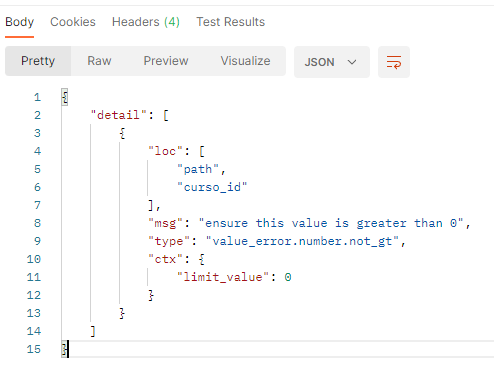 Body Cookies Headers (4) Test Results
Pretty Raw Preview Visualize JSON
1 {
2 "detail": [
3 {
4 "loc": [
5 "path",
6 "curso_id"
7 ],
8 "msg": "ensure this value is greater than 0",
9 "type": "value_error.number.not_gt",
10 "ctx": {
11 "limit_value": 0
12 }
13 }
14 ]
15 }